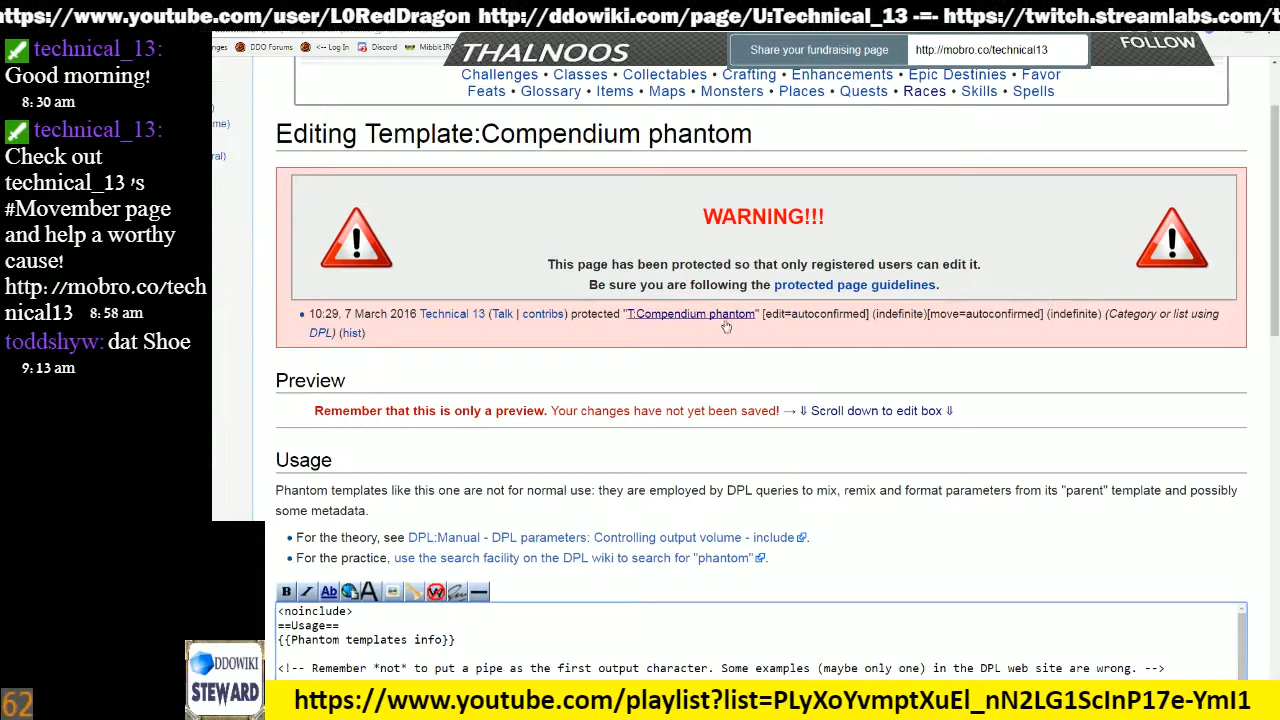 https://www.youtube.com/user/L0RedDragon http://ddowiki.com/page/U:Technical_13 -=- https://twitch.streamlabs.com/t
technical_13:
Good morning!
8:30 am
technical_13:
Check out
technical_13's
#Movember page
and help a worthy
cause!
http://mobro.co/tech
nical13 8:58 am
toddshyw: dat Shoe
9:13 am
nges DDO Forums <-- Log In Discord Mibbit IRC
THALNOOS
Share your fundraising page http://mobro.co/technical13
FOLLOW
me)
ral)
Challenges • Classes • Collectables • Crafting • Enhancements • Epic Destinies • Favor
Feats • Glossary • Items • Maps • Monsters • Places • Quests • Races • Skills • Spells
Editing Template:Compendium phantom
WARNING!!!
This page has been protected so that only registered users can edit it.
Be sure you are following the protected page guidelines.
• 10:29, 7 March 2016 Technical 13 (Talk | contribs) protected "T:Compendium phantom" [edit=autoconfirmed] (indefinite)[move=autoconfirmed] (indefinite) (Category or list using
DPL) (hist)
Preview
Remember that this is only a preview. Your changes have not yet been saved! → ⇓ Scroll down to edit box ⇓
Usage
Phantom templates like this one are not for normal use: they are employed by DPL queries to mix, remix and format parameters from its "parent" template and possibly
some metadata.
• For the theory, see DPL:Manual - DPL parameters: Controlling output volume - include.
• For the practice, use the search facility on the DPL wiki to search for "phantom".
B I Ab A W
<noinclude>
==Usage==
{{Phantom templates info}}
<!-- Remember *not* to put a pipe as the first output character. Some examples (maybe only one) in the DPL web site are wrong. -->
DDOWIKI
STEWARD
62
https://www.youtube.com/playlist?list=PLyXoYvmptXuEl_nN2LG1ScInP17e-YmI1